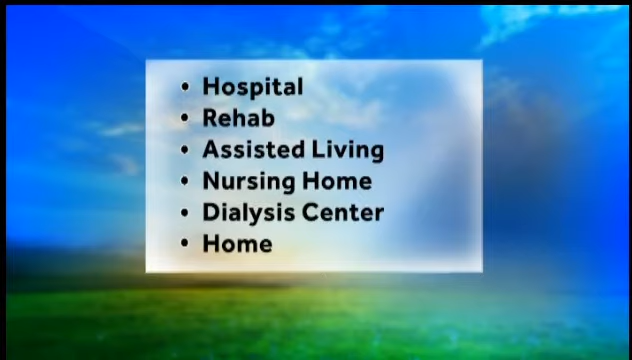 • Hospital
• Rehab
• Assisted Living
• Nursing Home
• Dialysis Center
• Home